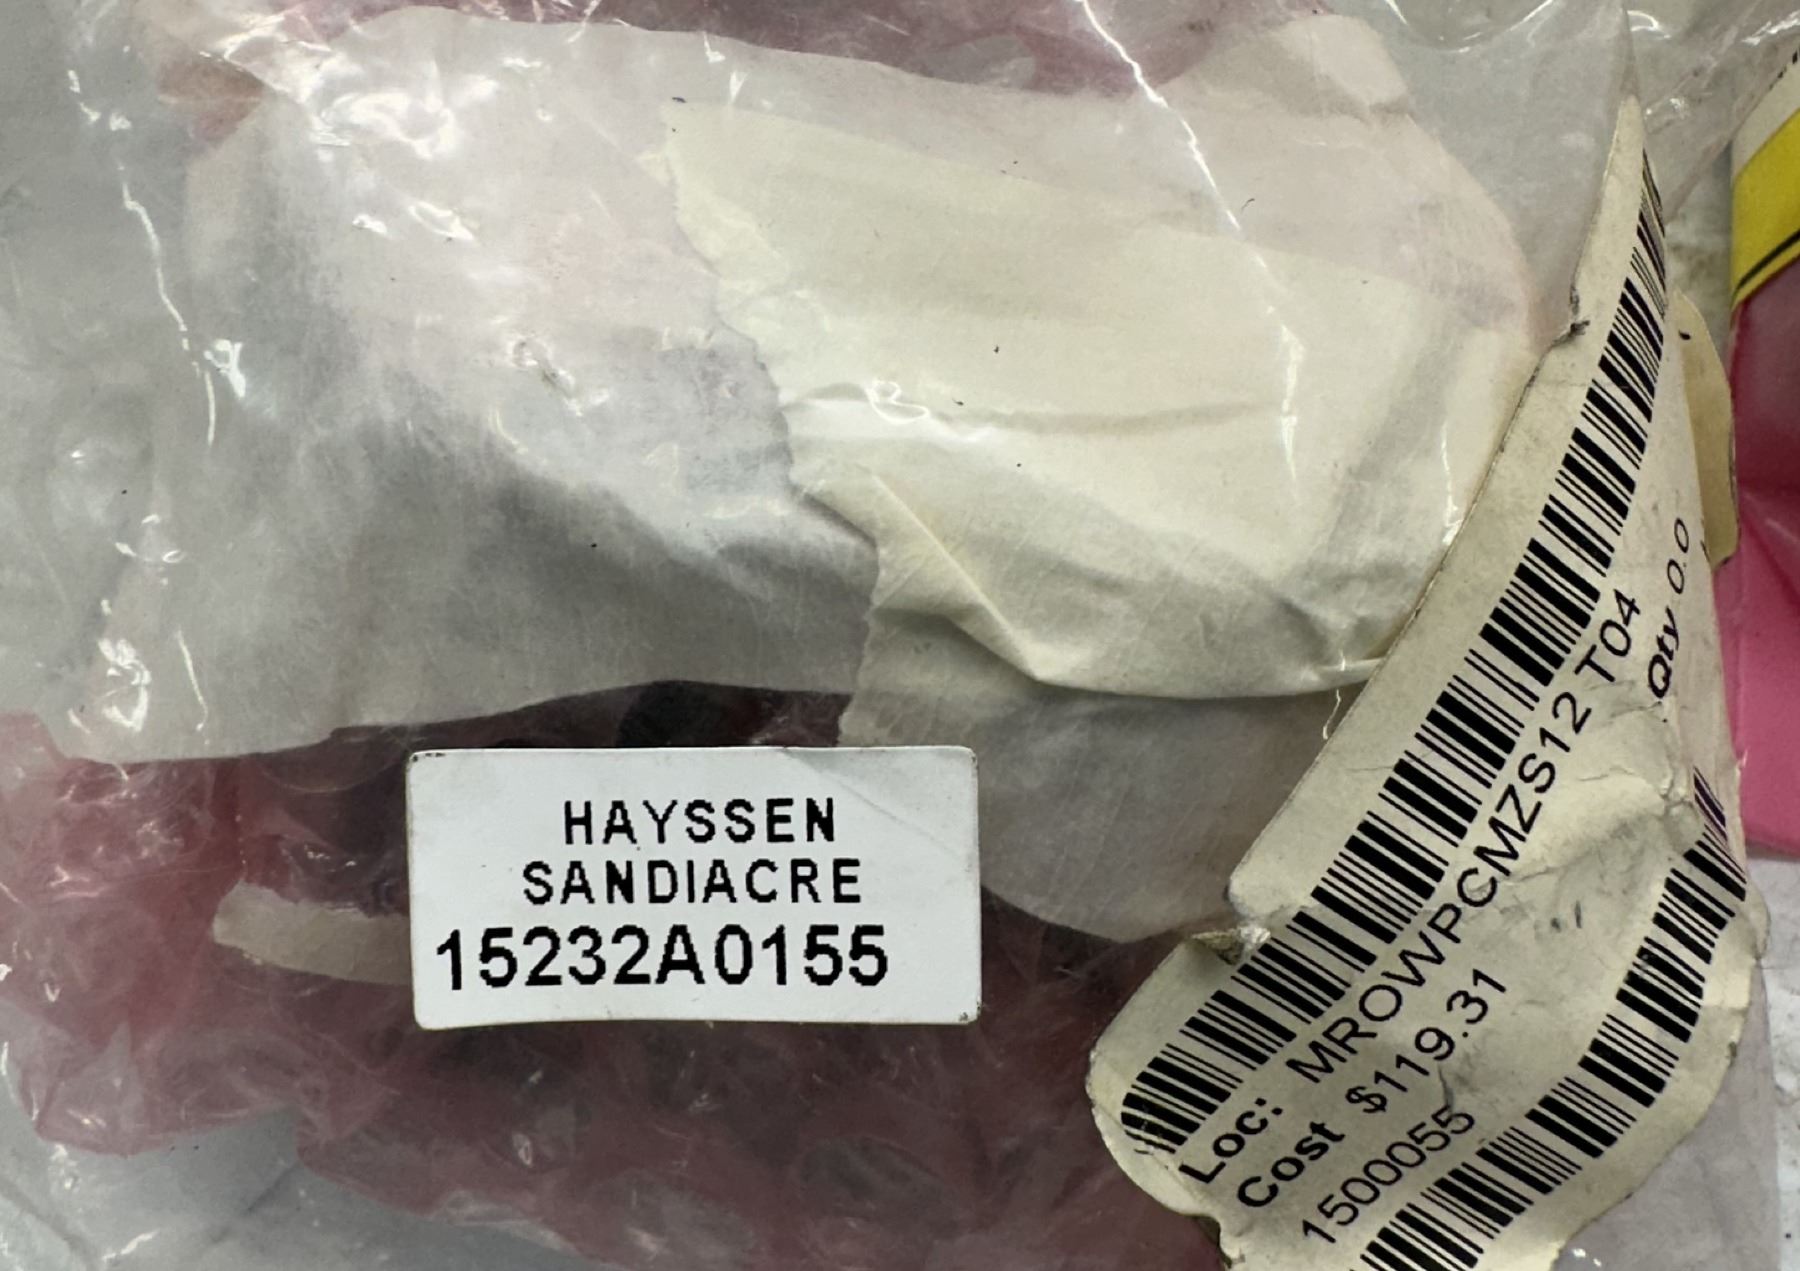 HAYSSEN
SANDIACRE
15232A0155
Loc: MROWPCMZS12 T04
Cost $119.31 Qty 0.0
1500055